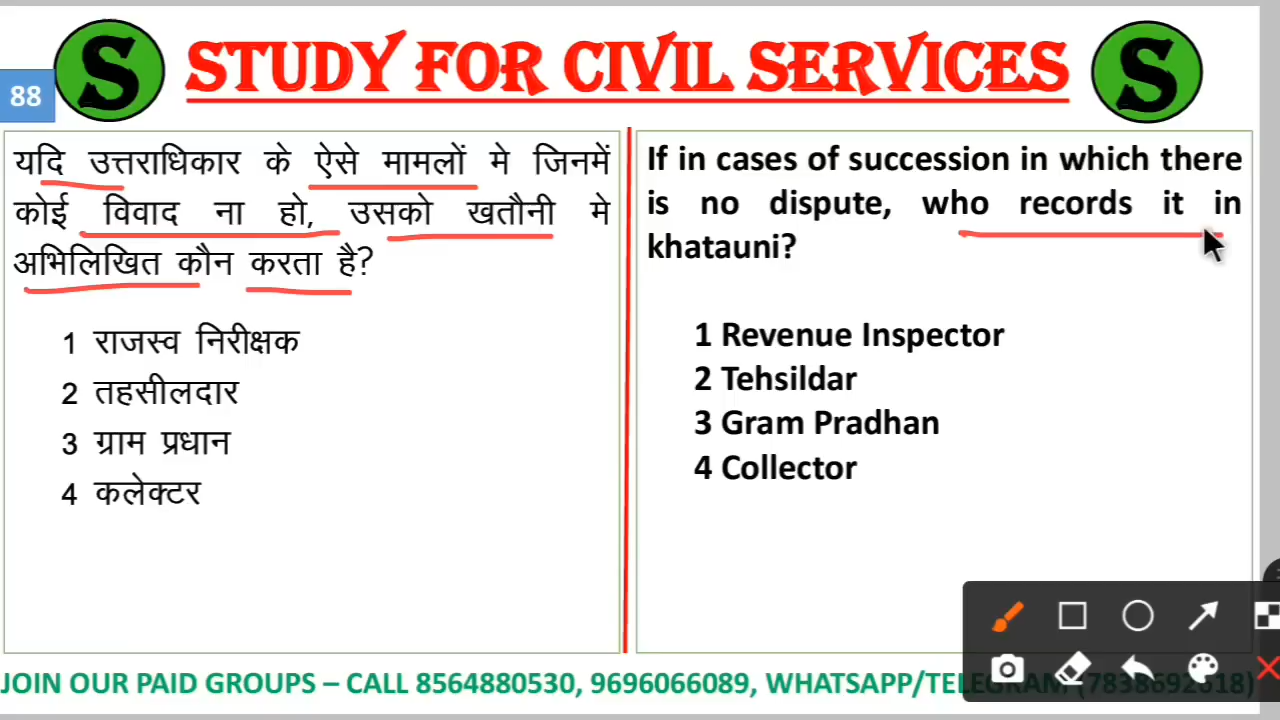 STUDY FOR CIVIL SERVICES
S
S
88
यदि उत्तराधिकार के ऐसे मामलों मे जिनमें
कोई विवाद ना हो, उसको खतौनी मे
अभिलिखित कौन करता है?
1 राजस्व निरीक्षक
2 तहसीलदार
3 ग्राम प्रधान
4 कलेक्टर
If in cases of succession in which there
is no dispute, who records it in
khatauni?
1 Revenue Inspector
2 Tehsildar
3 Gram Pradhan
4 Collector
JOIN OUR PAID GROUPS – CALL 8564880530, 9696066089, WHATSAPP/TELEGRAM (7838692618)